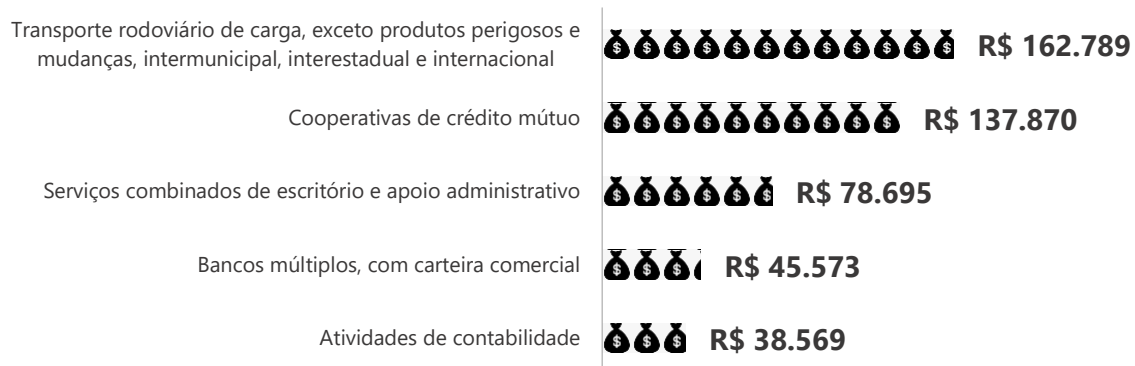 Transporte rodoviário de carga, exceto produtos perigosos e
mudanças, intermunicipal, interestadual e internacional
R$ 162.789
Cooperativas de crédito mútuo
R$ 137.870
Serviços combinados de escritório e apoio administrativo
R$ 78.695
Bancos múltiplos, com carteira comercial
R$ 45.573
Atividades de contabilidade
R$ 38.569